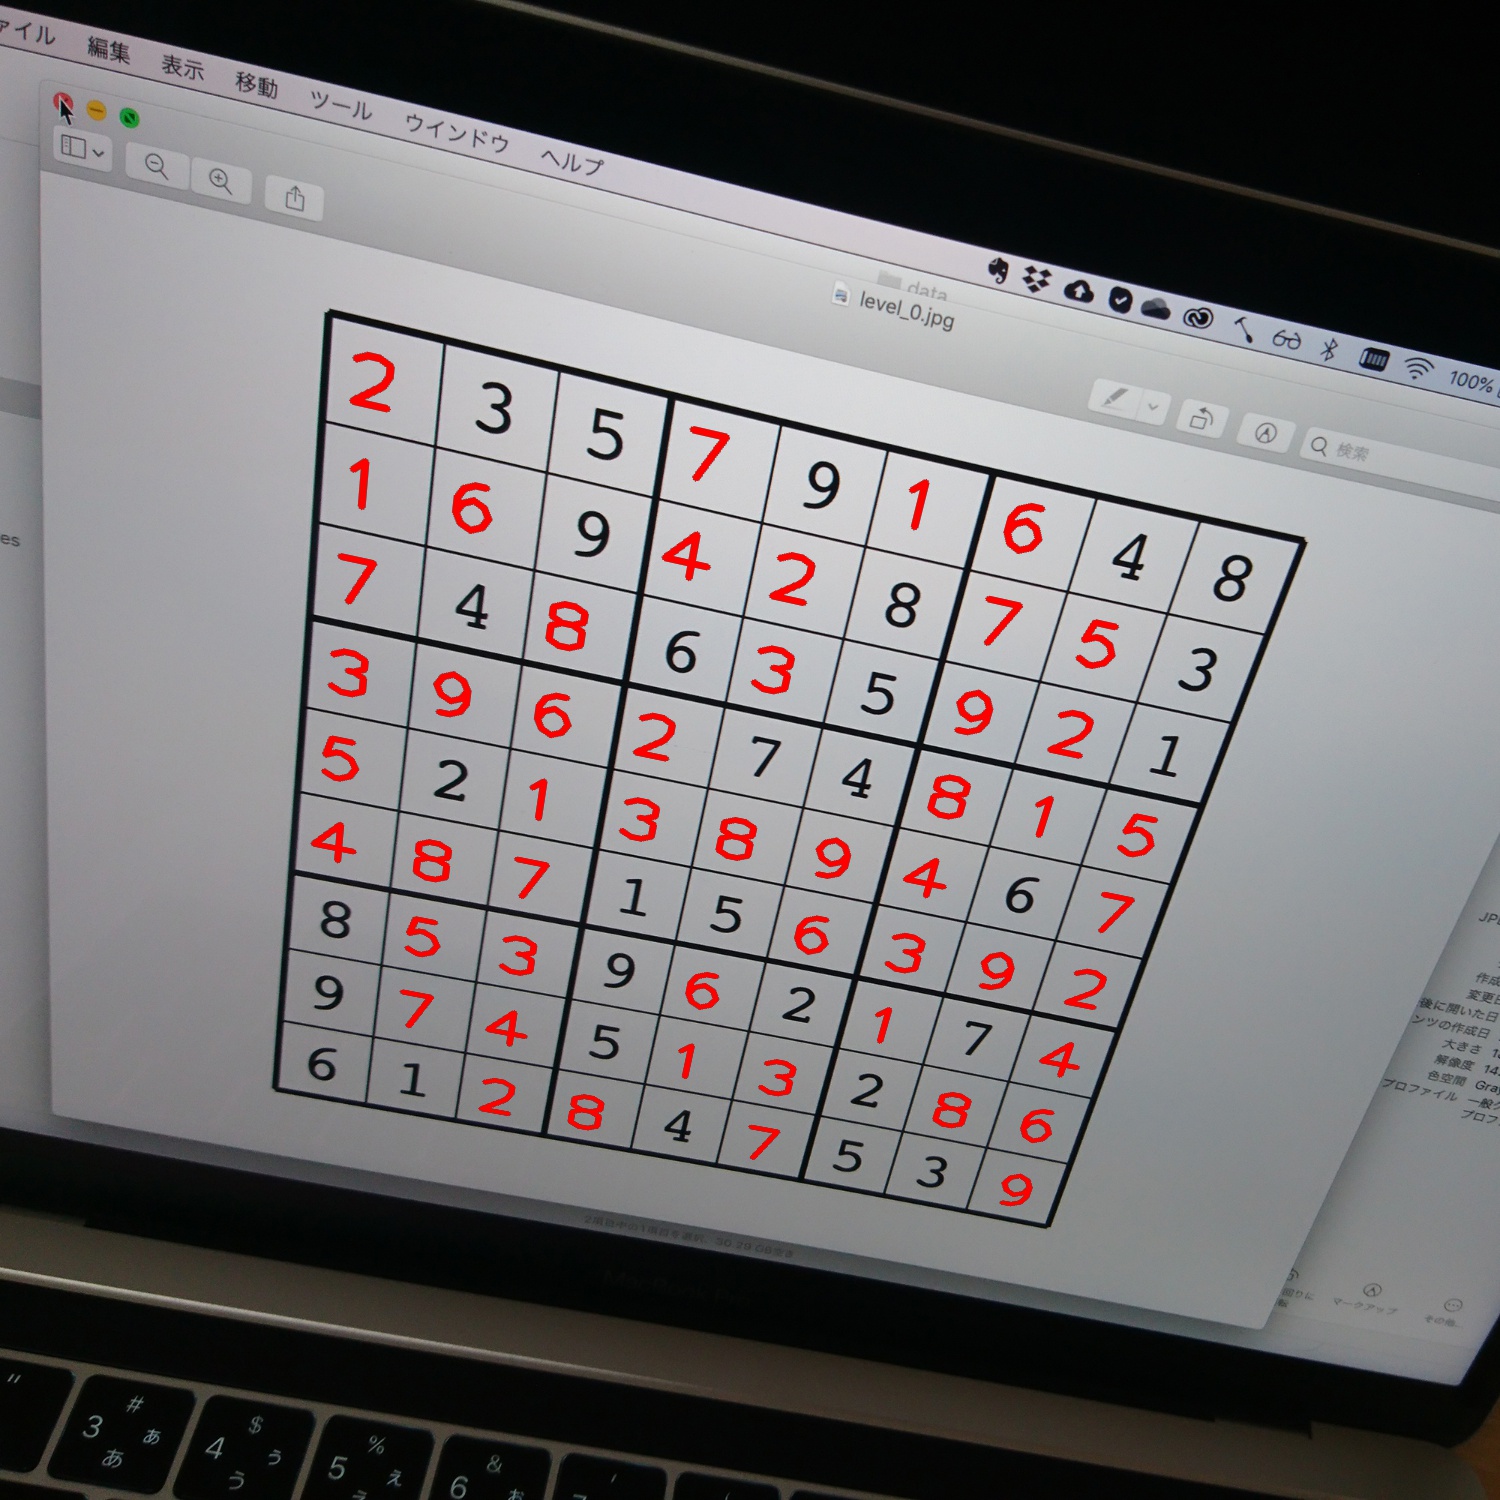 ァイル 編集 表示 移動 ツール ウインドウ ヘルプ
100%
data
level_0.jpg
検索
es
2 3 5 7 9 1 6 4 8
1 6 9 4 2 8 7 5 3
7 4 8 6 3 5 9 2 1
3 9 6 2 7 4 8 1 5
5 2 1 3 8 9 4 6 7
4 8 7 1 5 6 3 9 2
8 5 3 9 6 2 1 7 4
9 7 4 5 1 3 2 8 6
6 1 2 8 4 7 5 3 9
作成
変更日
後に開いた日
ンツの作成日
大きさ
解像度
色空間 Gra
プロファイル 一般
プロフ
マークアップ
その他...
MacBook
"
# 3 あ ぁ
$ 4 う ぅ
% 5 え ぇ
& 6 お